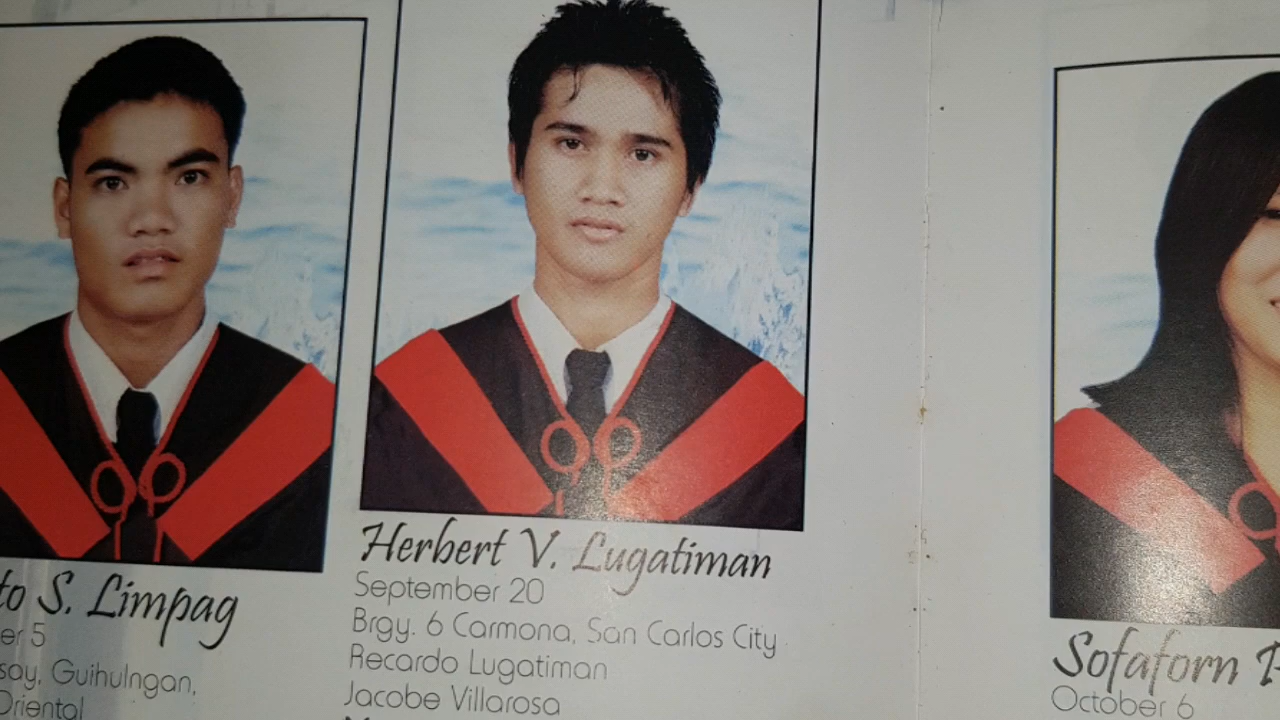 to S. Limpag
er 5
say, Guihulngan,
Oriental
Herbert V. Lugatiman
September 20
Brgy. 6 Carmona, San Carlos City
Recardo Lugatiman
Jacobe Villarosa
Sofaforn
October 6